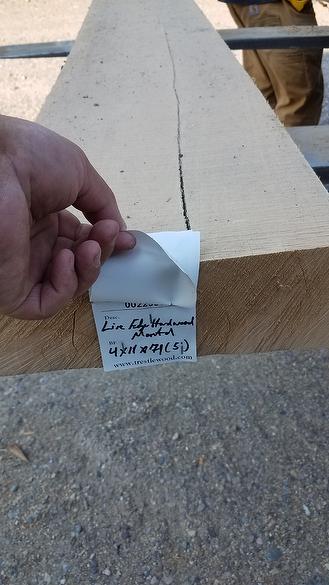 Desc.
Live Edge Hardwood
Mantel
BF
4x11x71 (5')
www.trestlewood.com